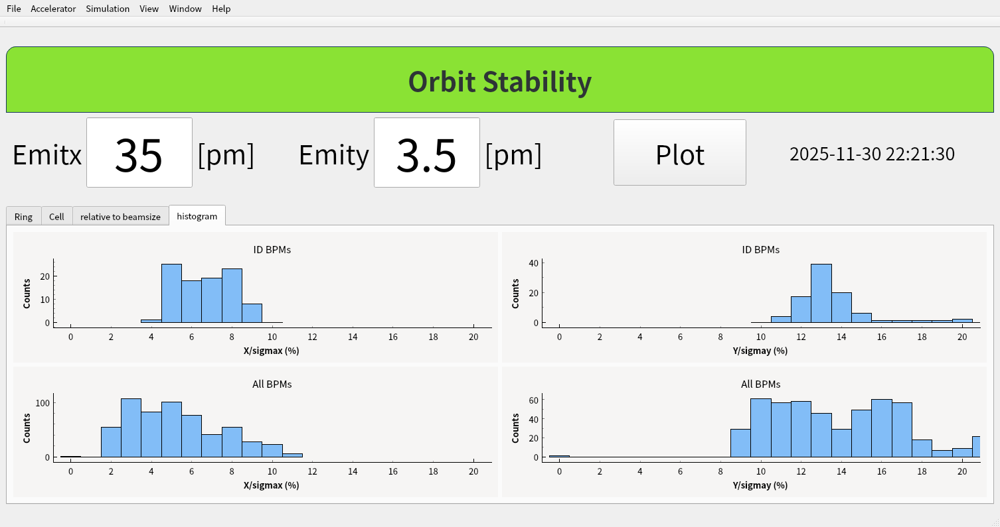 File Accelerator Simulation View Window Help
Orbit Stability
Emitx 35 [pm] Emity 3.5 [pm] Plot 2025-11-30 22:21:30
Ring Cell relative to beamsize histogram
ID BPMs
Counts
20
10
0
0 2 4 6 8 10 12 14 16 18 20
X/sigmax (%)
ID BPMs
Counts
40
20
0
0 2 4 6 8 10 12 14 16 18 20
Y/sigmay (%)
All BPMs
Counts
100
0
0 2 4 6 8 10 12 14 16 18 20
X/sigmax (%)
All BPMs
Counts
60
40
20
0
0 2 4 6 8 10 12 14 16 18 20
Y/sigmay (%)